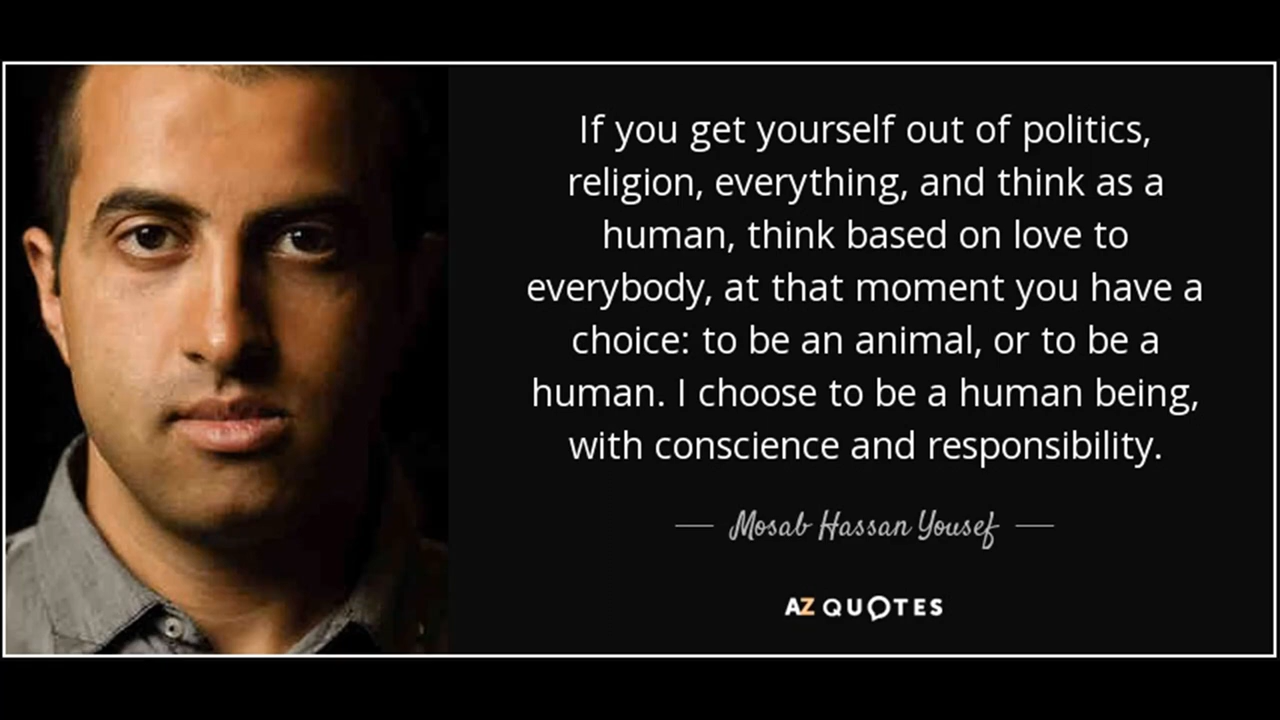 If you get yourself out of politics,
religion, everything, and think as a
human, think based on love to
everybody, at that moment you have a
choice: to be an animal, or to be a
human. I choose to be a human being,
with conscience and responsibility.
Mosab Hassan Yousef
AZ QUOTES